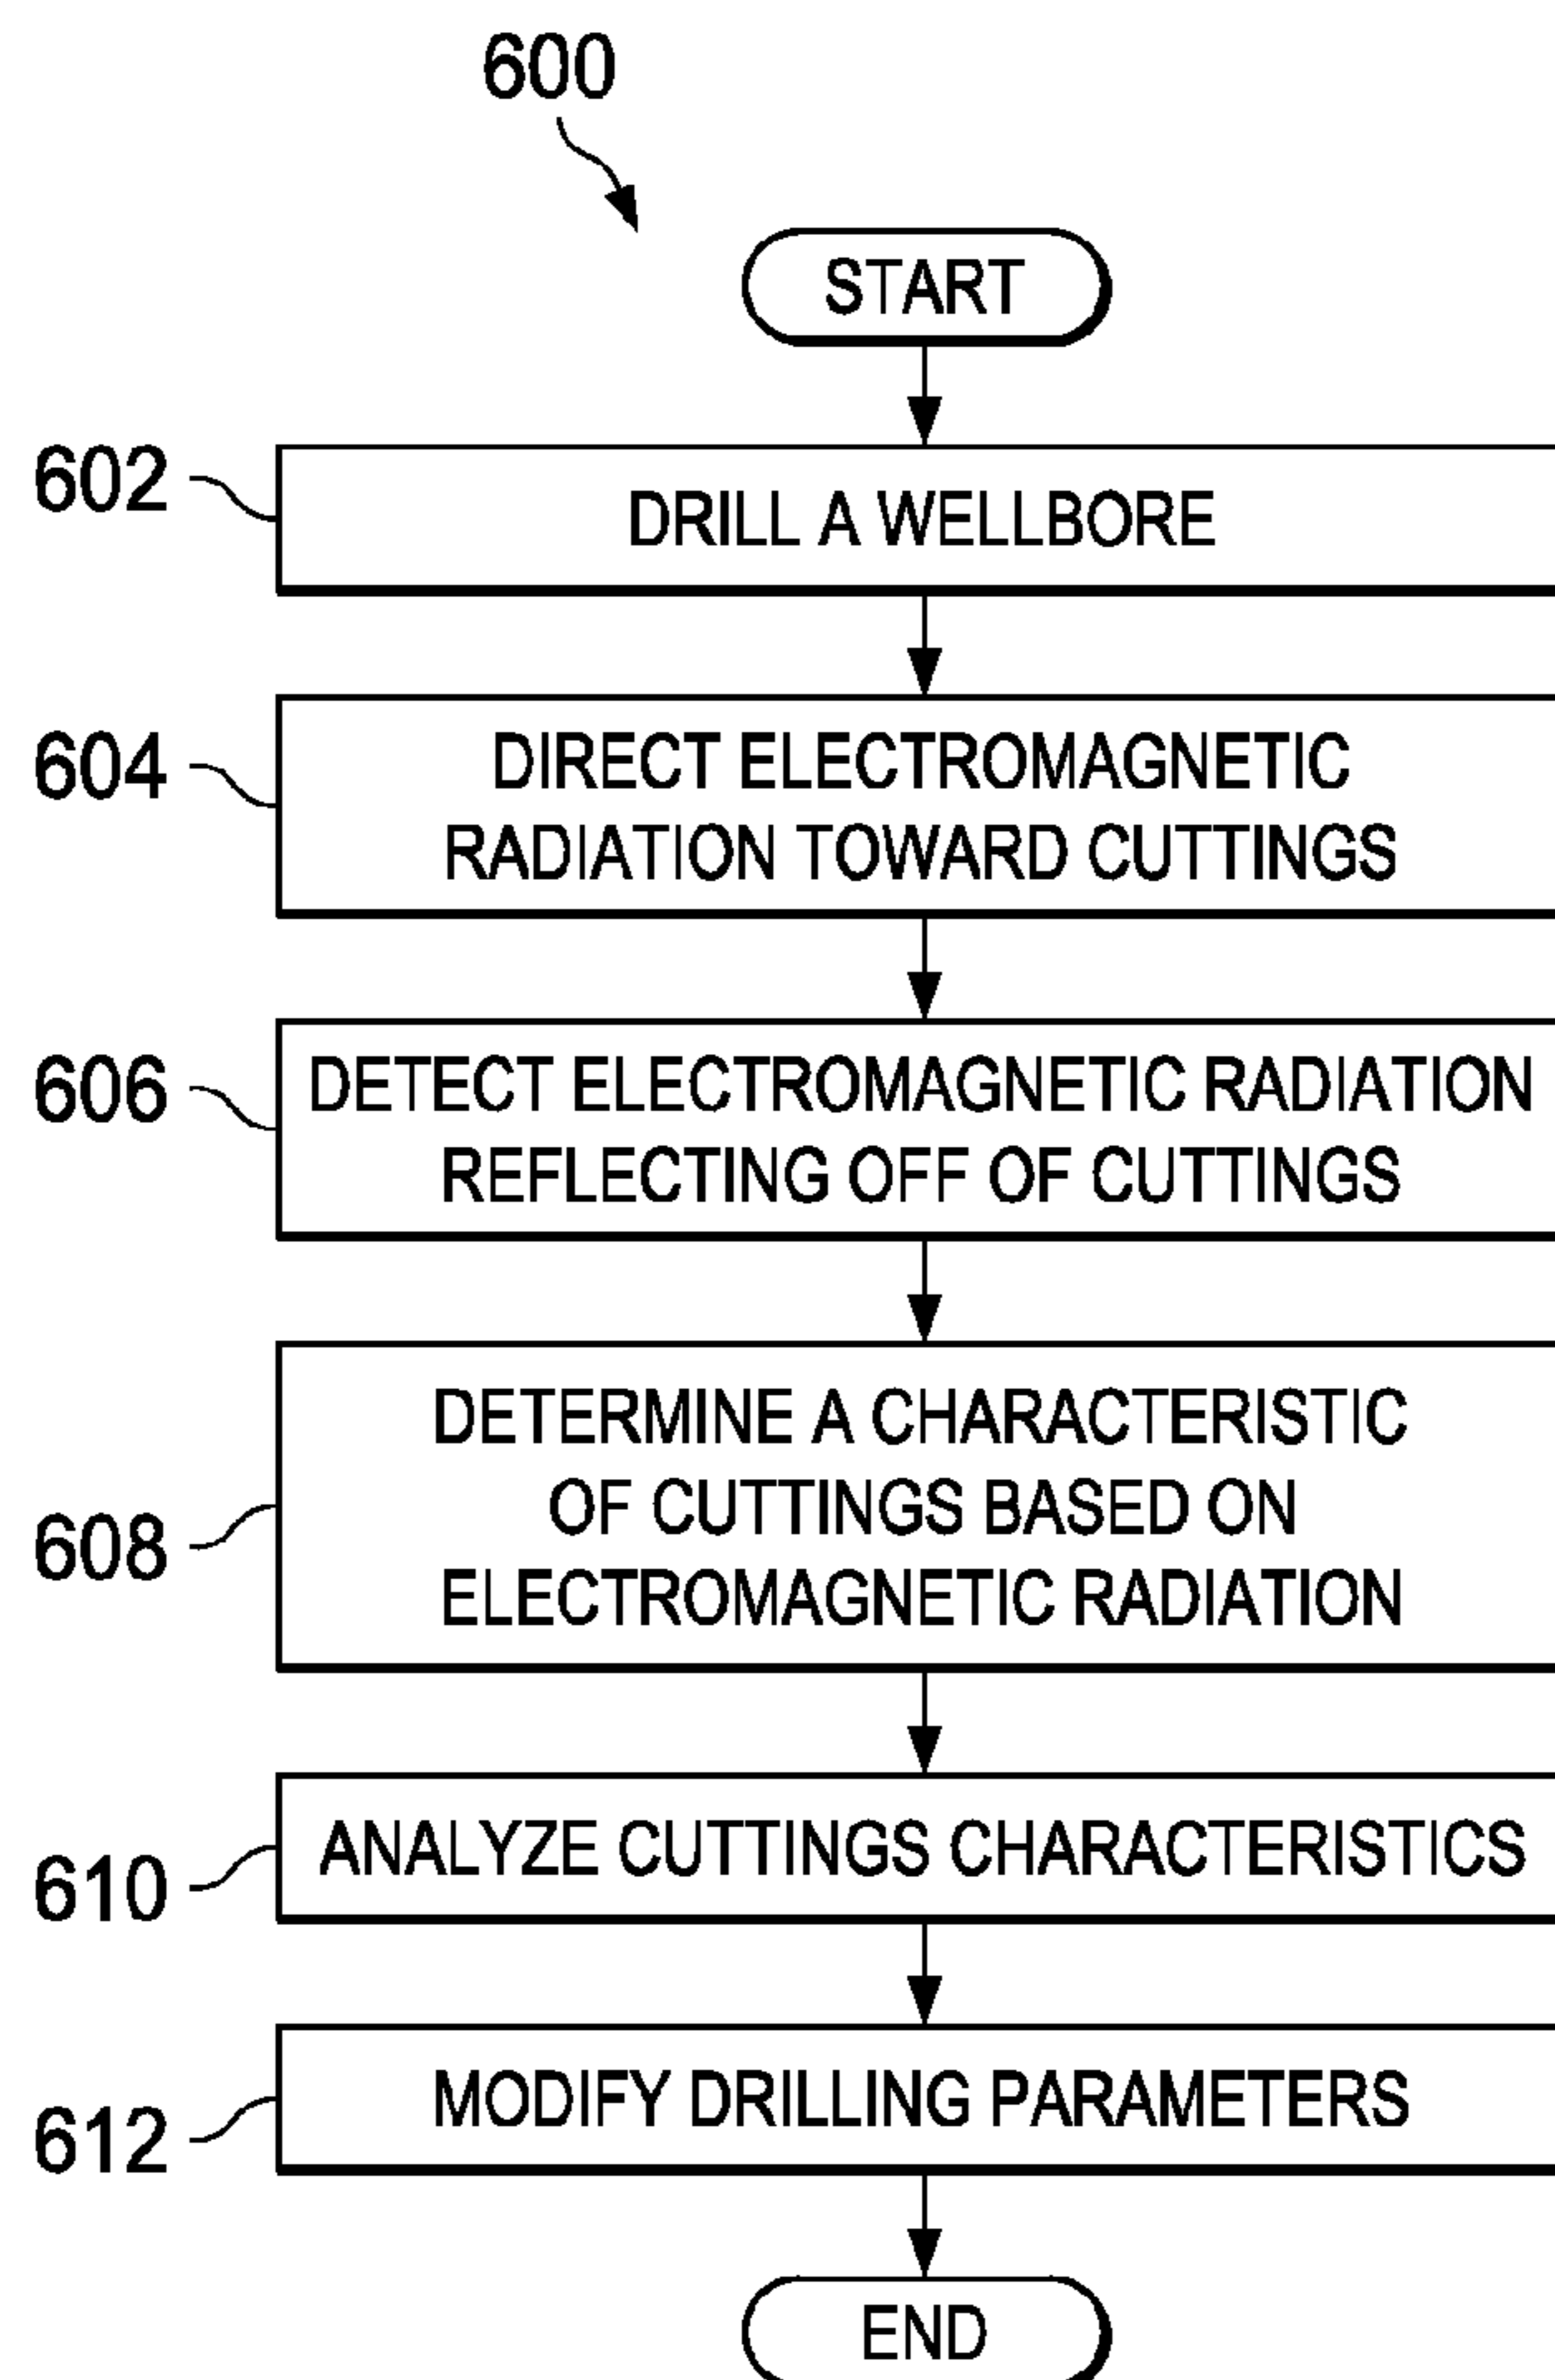 600
START
602
DRILL A WELLBORE
604
DIRECT ELECTROMAGNETIC
RADIATION TOWARD CUTTINGS
606
DETECT ELECTROMAGNETIC RADIATION
REFLECTING OFF OF CUTTINGS
608
DETERMINE A CHARACTERISTIC
OF CUTTINGS BASED ON
ELECTROMAGNETIC RADIATION
610
ANALYZE CUTTINGS CHARACTERISTICS
612
MODIFY DRILLING PARAMETERS
END